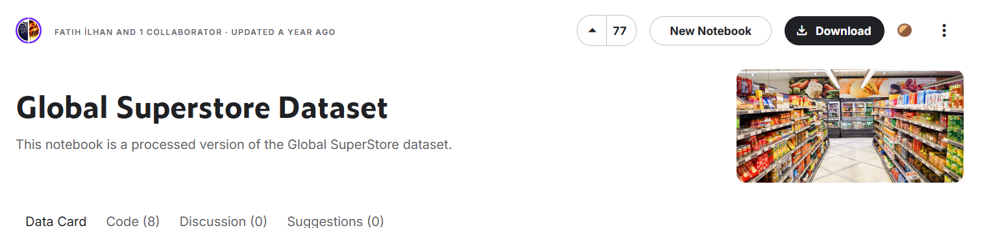 FATIH İLHAN AND 1 COLLABORATOR · UPDATED A YEAR AGO
77
New Notebook
Download
Global Superstore Dataset
This notebook is a processed version of the Global SuperStore dataset.
Data Card
Code (8)
Discussion (0)
Suggestions (0)